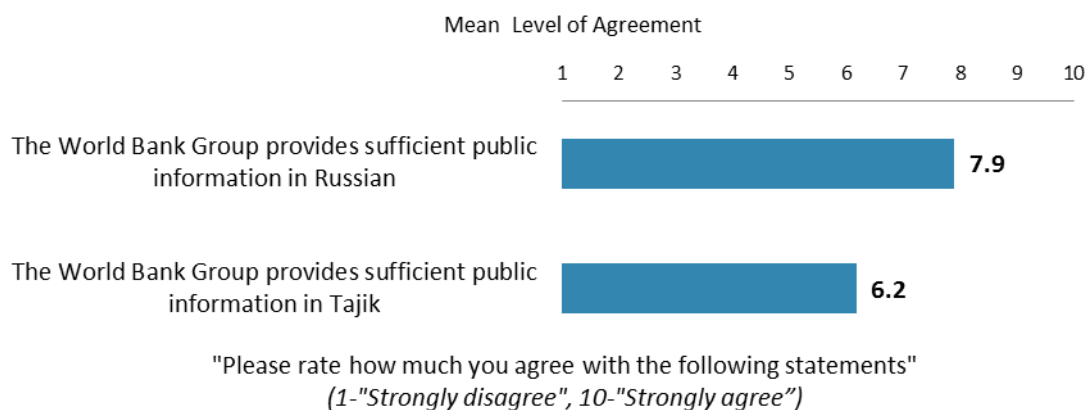 Mean Level of Agreement
1 2 3 4 5 6 7 8 9 10
The World Bank Group provides sufficient public
information in Russian
7.9
The World Bank Group provides sufficient public
information in Tajik
6.2
"Please rate how much you agree with the following statements"
(1-"Strongly disagree", 10-"Strongly agree”)